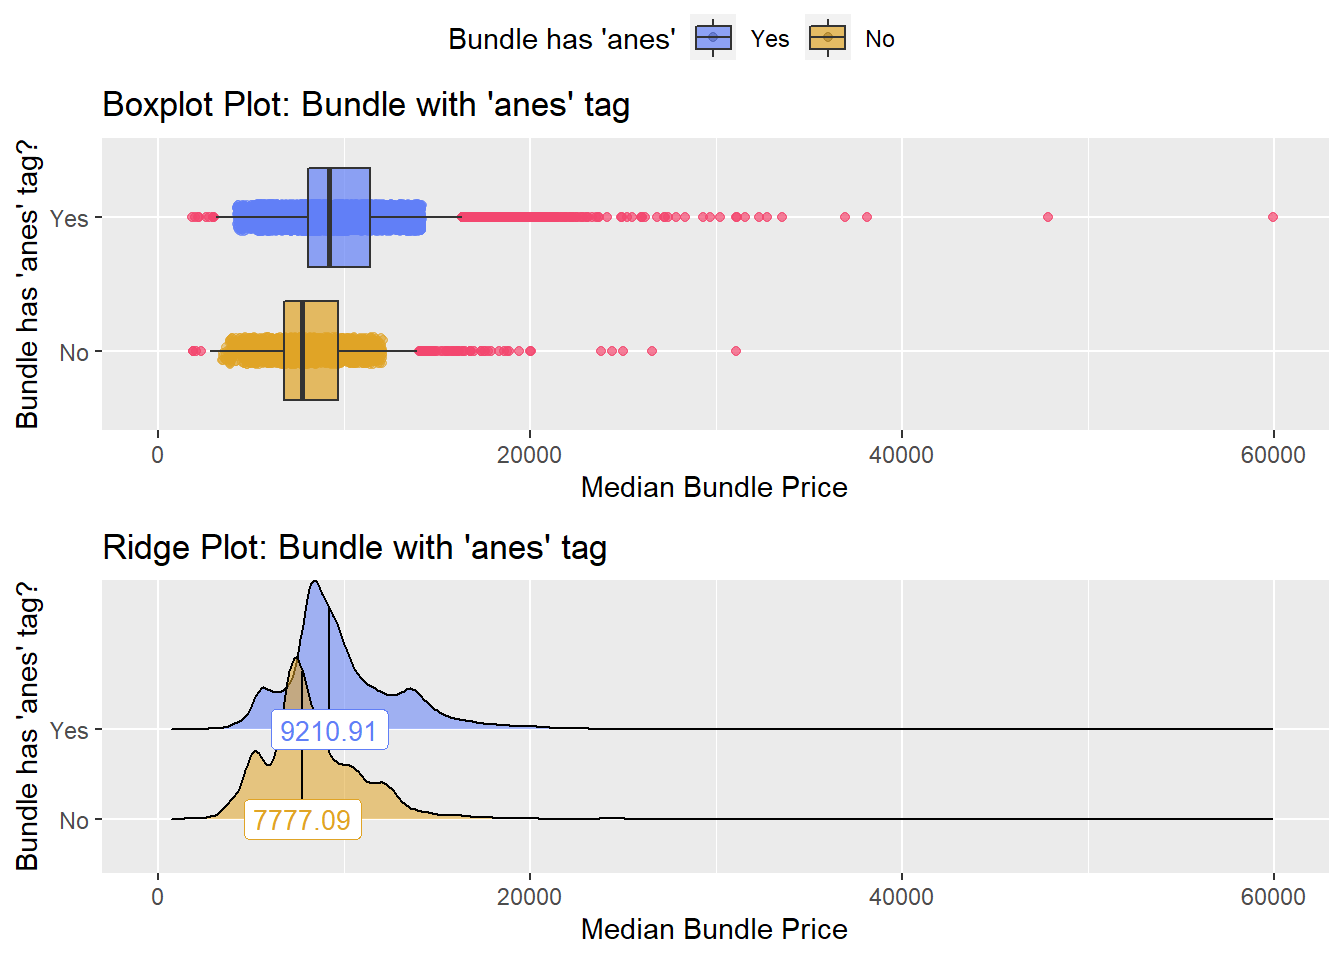 Bundle has 'anes' Yes No
Boxplot Plot: Bundle with 'anes' tag
Bundle has 'anes' tag?
Yes
No
0 20000 40000 60000
Median Bundle Price
Ridge Plot: Bundle with 'anes' tag
Bundle has 'anes' tag?
Yes
9210.91
No
7777.09
0 20000 40000 60000
Median Bundle Price